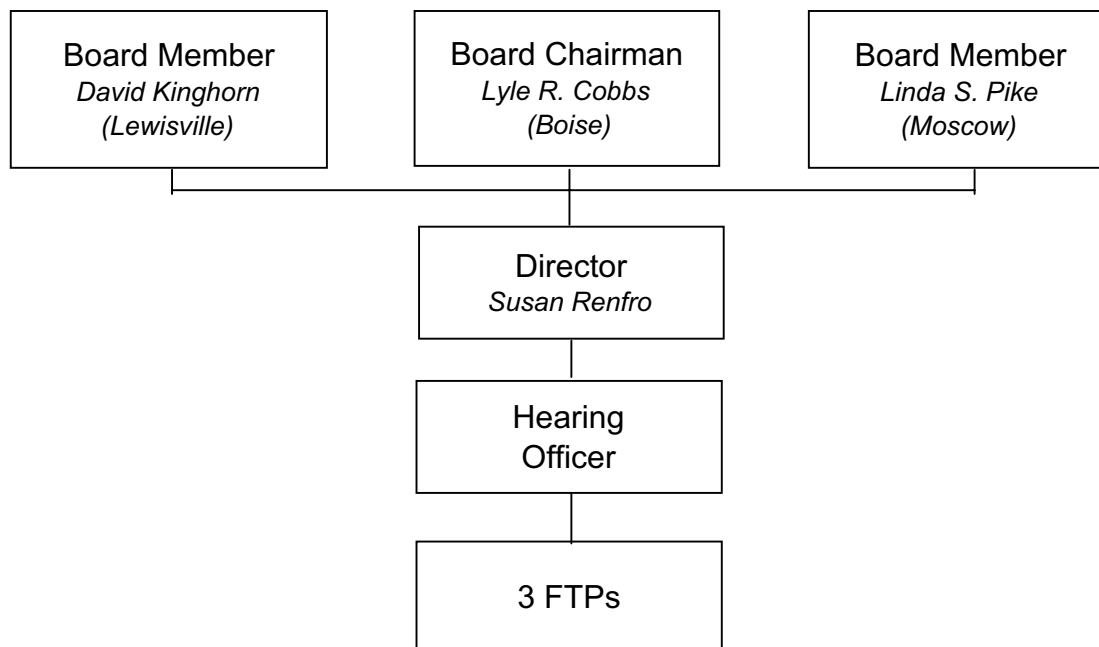 Board Member
David Kinghorn
(Lewisville)
Board Chairman
Lyle R. Cobbs
(Boise)
Board Member
Linda S. Pike
(Moscow)
Director
Susan Renfro
Hearing
Officer
3 FTPs